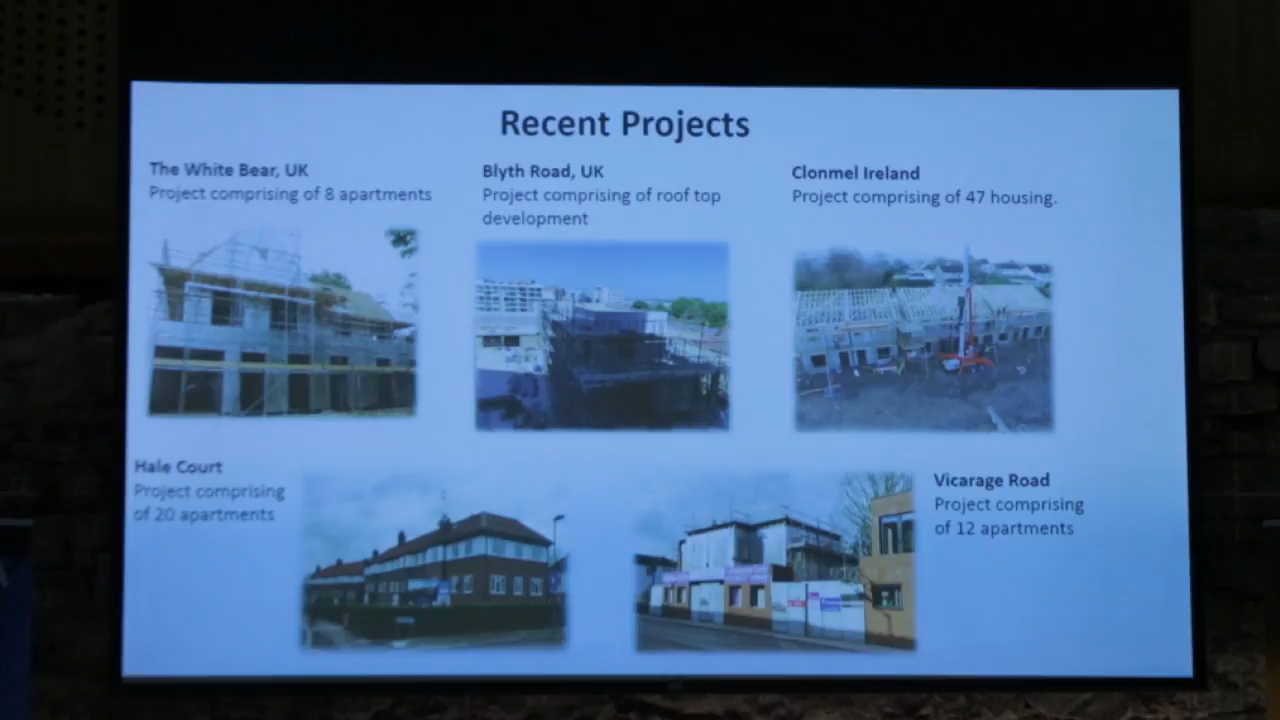 Recent Projects
The White Bear, UK
Project comprising of 8 apartments
Blyth Road, UK
Project comprising of roof top
development
Clonmel Ireland
Project comprising of 47 housing.
Hale Court
Project comprising
of 20 apartments
Vicarage Road
Project comprising
of 12 apartments